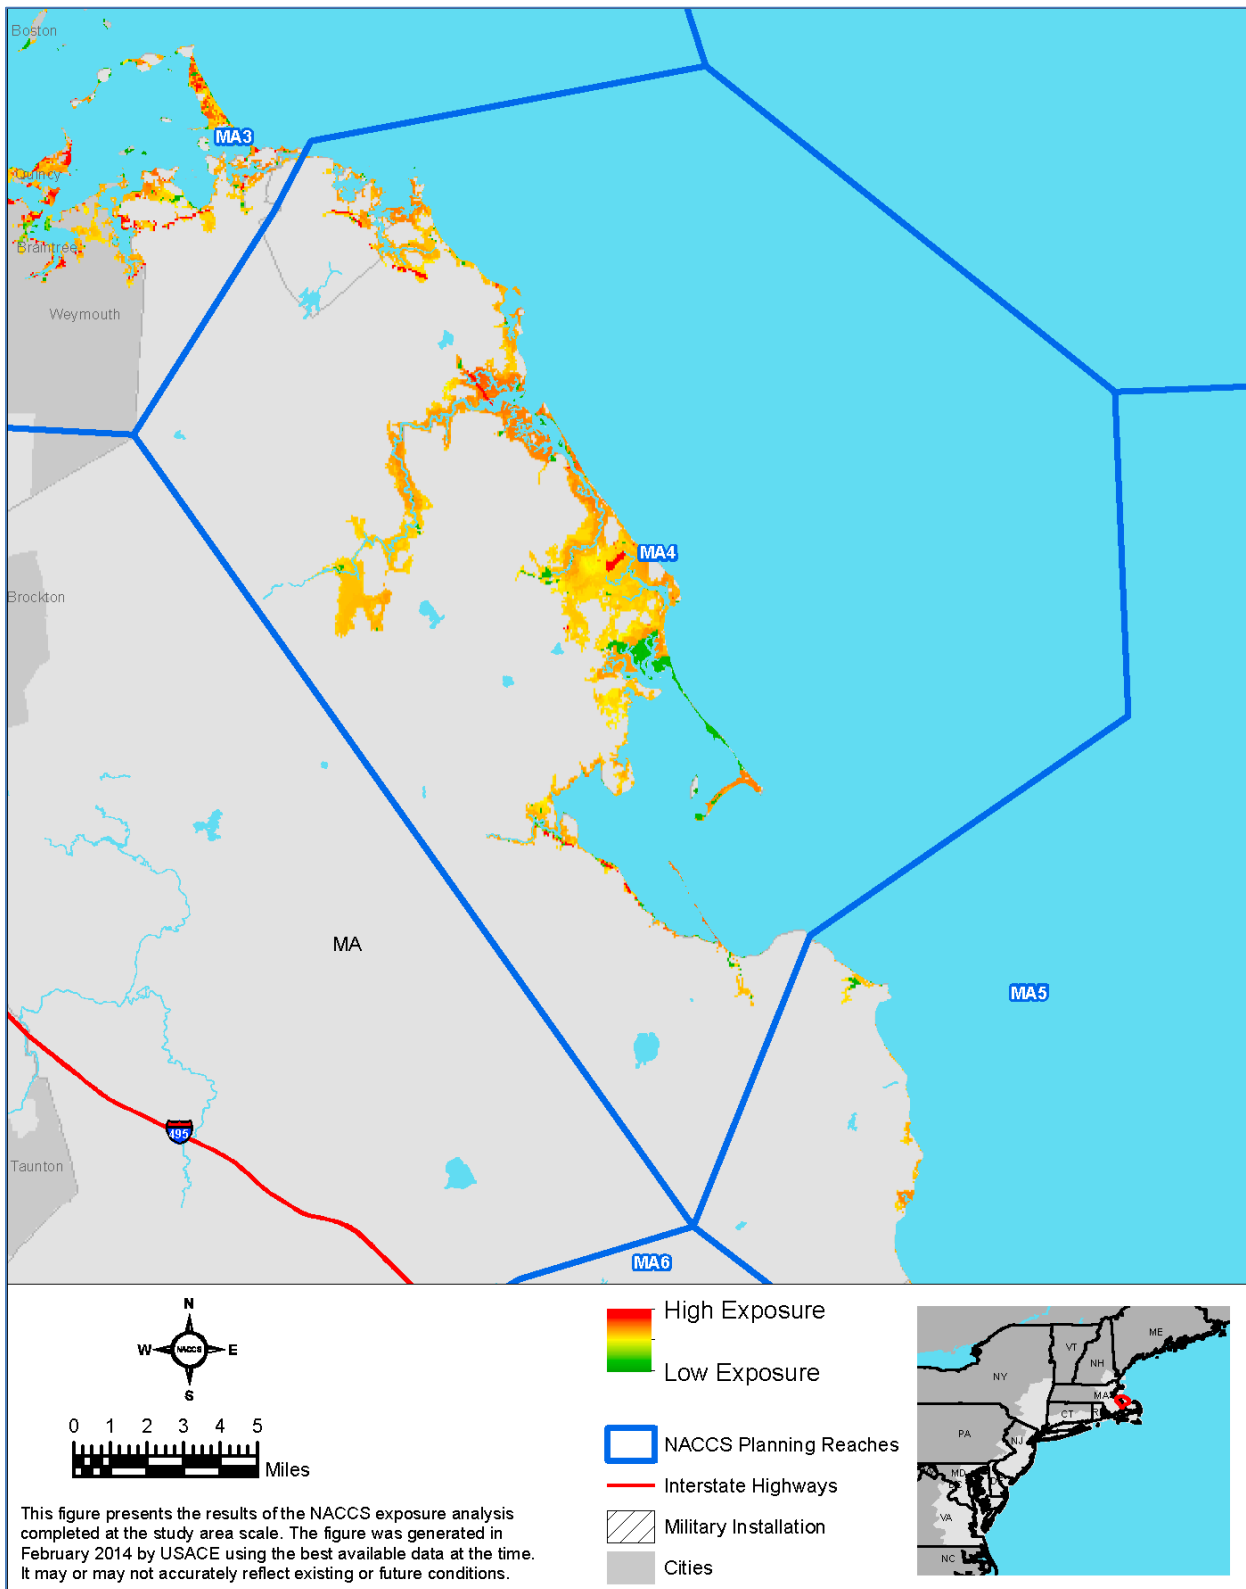 Boston
MA3
Quincy
Braintree
Weymouth
MA4
Brockton
MA
MA5
495
Taunton
MA6
N
W NACCS E
S
0 1 2 3 4 5
Miles
This figure presents the results of the NACCS exposure analysis
completed at the study area scale. The figure was generated in
February 2014 by USACE using the best available data at the time.
It may or may not accurately reflect existing or future conditions.
High Exposure
Low Exposure
NACCS Planning Reaches
Interstate Highways
Military Installation
Cities
ME
VT
NH
NY
MA
CT
PA
NJ
MD
VA
NC